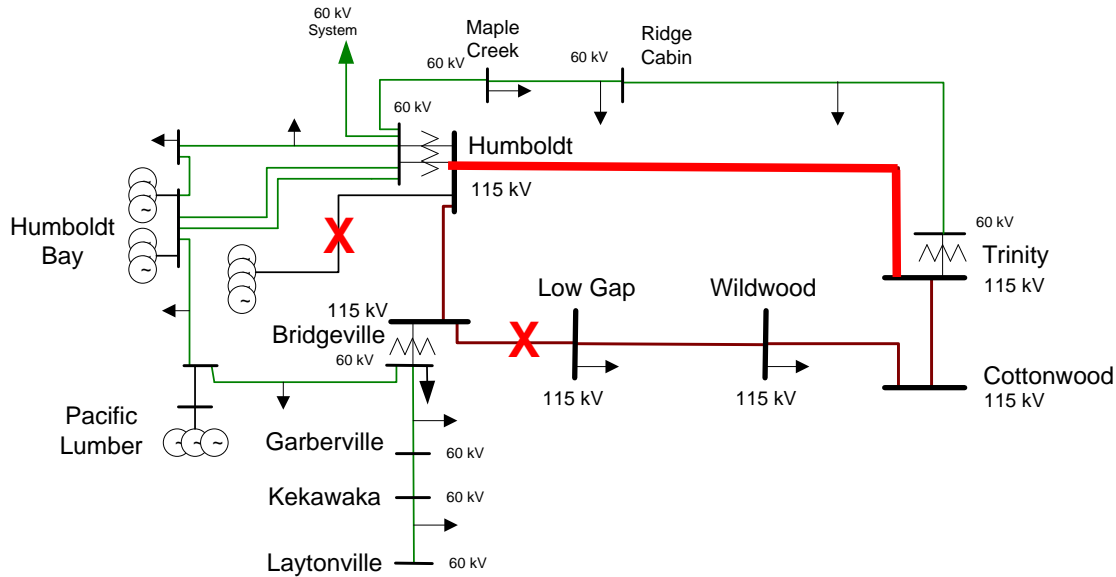 60 kV
System
Maple
Creek
60 kV
Ridge
Cabin
60 kV
60 kV
Humboldt
115 kV
Humboldt
Bay
~
~
~
60 kV
Trinity
115 kV
Low Gap
Wildwood
115 kV
Bridgeville
60 kV
X
X
115 kV
115 kV
Cottonwood
115 kV
Pacific
Lumber
~ ~ ~
Garberville
60 kV
Kekawaka
60 kV
Laytonville
60 kV